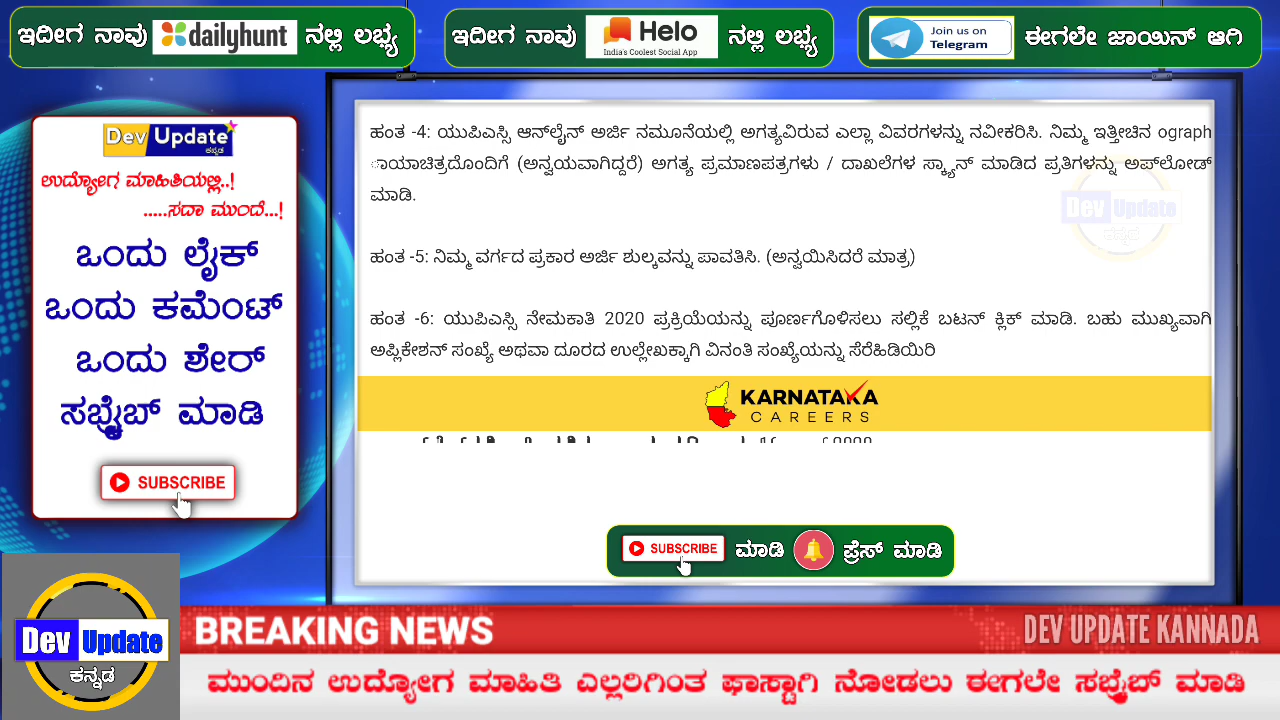 ಇದೀಗ ನಾವು dailyhunt ನಲ್ಲಿ ಲಭ್ಯ
ಇದೀಗ ನಾವು Helo ನಲ್ಲಿ ಲಭ್ಯ
India's Coolest Social App
Join us on
Telegram
ಈಗಲೇ ಜಾಯಿನ್ ಆಗಿ
Dev Update
ಕನ್ನಡ
ಉದ್ಯೋಗ ಮಾಹಿತಿಯಲ್ಲಿ..!
.....ಸದಾ ಮುಂದೆ...!
ಒಂದು ಲೈಕ್
ಒಂದು ಕಮೆಂಟ್
ಒಂದು ಶೇರ್
ಸಬ್ಸ್ಕ್ರೈಬ್ ಮಾಡಿ
SUBSCRIBE
ಹಂತ -4: ಯುಪಿಎಸ್ಸಿ ಆನ್‌ಲೈನ್ ಅರ್ಜಿ ನಮೂನೆಯಲ್ಲಿ ಅಗತ್ಯವಿರುವ ಎಲ್ಲಾ ವಿವರಗಳನ್ನು ನವೀಕರಿಸಿ. ನಿಮ್ಮ ಇತ್ತೀಚಿನ ograph
ಾಯಾಚಿತ್ರದೊಂದಿಗೆ (ಅನ್ವಯವಾಗಿದ್ದರೆ) ಅಗತ್ಯ ಪ್ರಮಾಣಪತ್ರಗಳು / ದಾಖಲೆಗಳ ಸ್ಕ್ಯಾನ್ ಮಾಡಿದ ಪ್ರತಿಗಳನ್ನು ಅಪ್‌ಲೋಡ್
ಮಾಡಿ.
Dev Update
ಕನ್ನಡ
ಹಂತ -5: ನಿಮ್ಮ ವರ್ಗದ ಪ್ರಕಾರ ಅರ್ಜಿ ಶುಲ್ಕವನ್ನು ಪಾವತಿಸಿ. (ಅನ್ವಯಿಸಿದರೆ ಮಾತ್ರ)
ಹಂತ -6: ಯುಪಿಎಸ್ಸಿ ನೇಮಕಾತಿ 2020 ಪ್ರಕ್ರಿಯೆಯನ್ನು ಪೂರ್ಣಗೊಳಿಸಲು ಸಲ್ಲಿಕೆ ಬಟನ್ ಕ್ಲಿಕ್ ಮಾಡಿ. ಬಹು ಮುಖ್ಯವಾಗಿ
ಅಪ್ಲಿಕೇಶನ್ ಸಂಖ್ಯೆ ಅಥವಾ ದೂರದ ಉಲ್ಲೇಖಕ್ಕಾಗಿ ವಿನಂತಿ ಸಂಖ್ಯೆಯನ್ನು ಸೆರೆಹಿಡಿಯಿರಿ
KARNATAKA
CAREERS
SUBSCRIBE ಮಾಡಿ ಪ್ರೆಸ್ ಮಾಡಿ
Dev Update
ಕನ್ನಡ
BREAKING NEWS
DEV UPDATE KANNADA
ಮುಂದಿನ ಉದ್ಯೋಗ ಮಾಹಿತಿ ಎಲ್ಲರಿಗಿಂತ ಫಾಸ್ಟಾಗಿ ನೋಡಲು ಈಗಲೇ ಸಬ್ಸ್ಕ್ರೈಬ್ ಮಾಡಿ